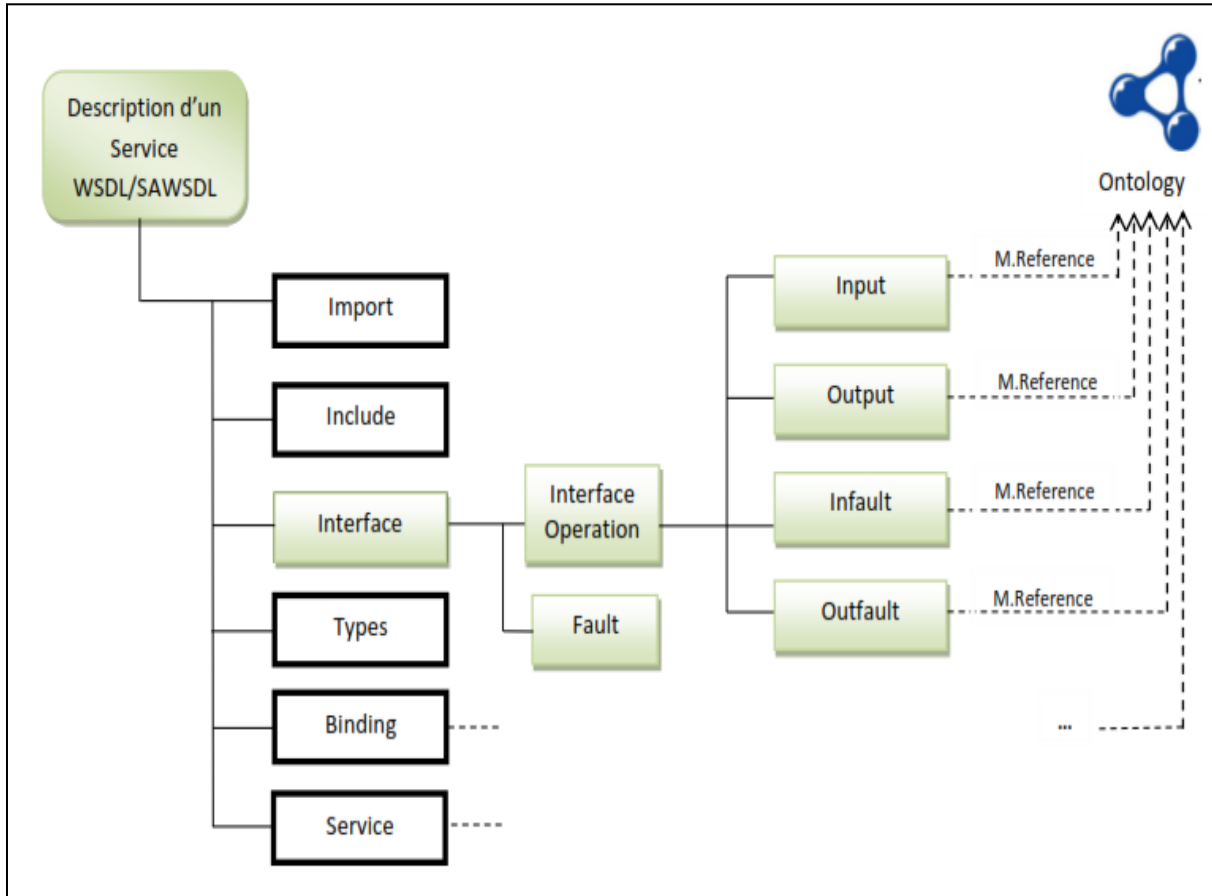 Description d'un
Service
WSDL/SAWSDL
Ontology
Import
Include
Interface
Types
Binding
Service
Interface
Operation
Fault
Input
Output
Infault
Outfault
M.Reference
M.Reference
M.Reference
M.Reference
...